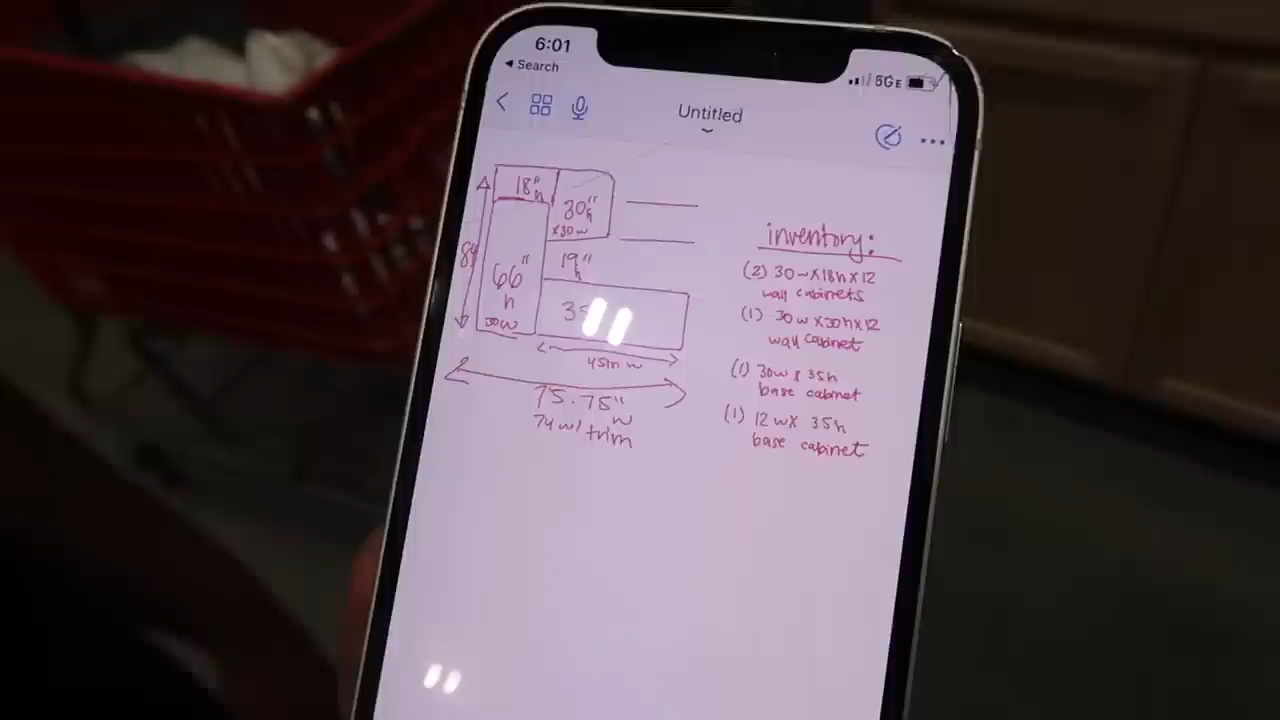 6:01
Search
5GE
Untitled
18"
h
30"
h
x30w
84
66"
h
30w
19"
h
45in w
75.75"
w
74 w/ trim
inventory:
(2) 30w x 18h x 12
wall cabinets
(1) 30w x 30h x 12
wall cabinet
(1) 30w x 35h
base cabinet
(1) 12w x 35h
base cabinet